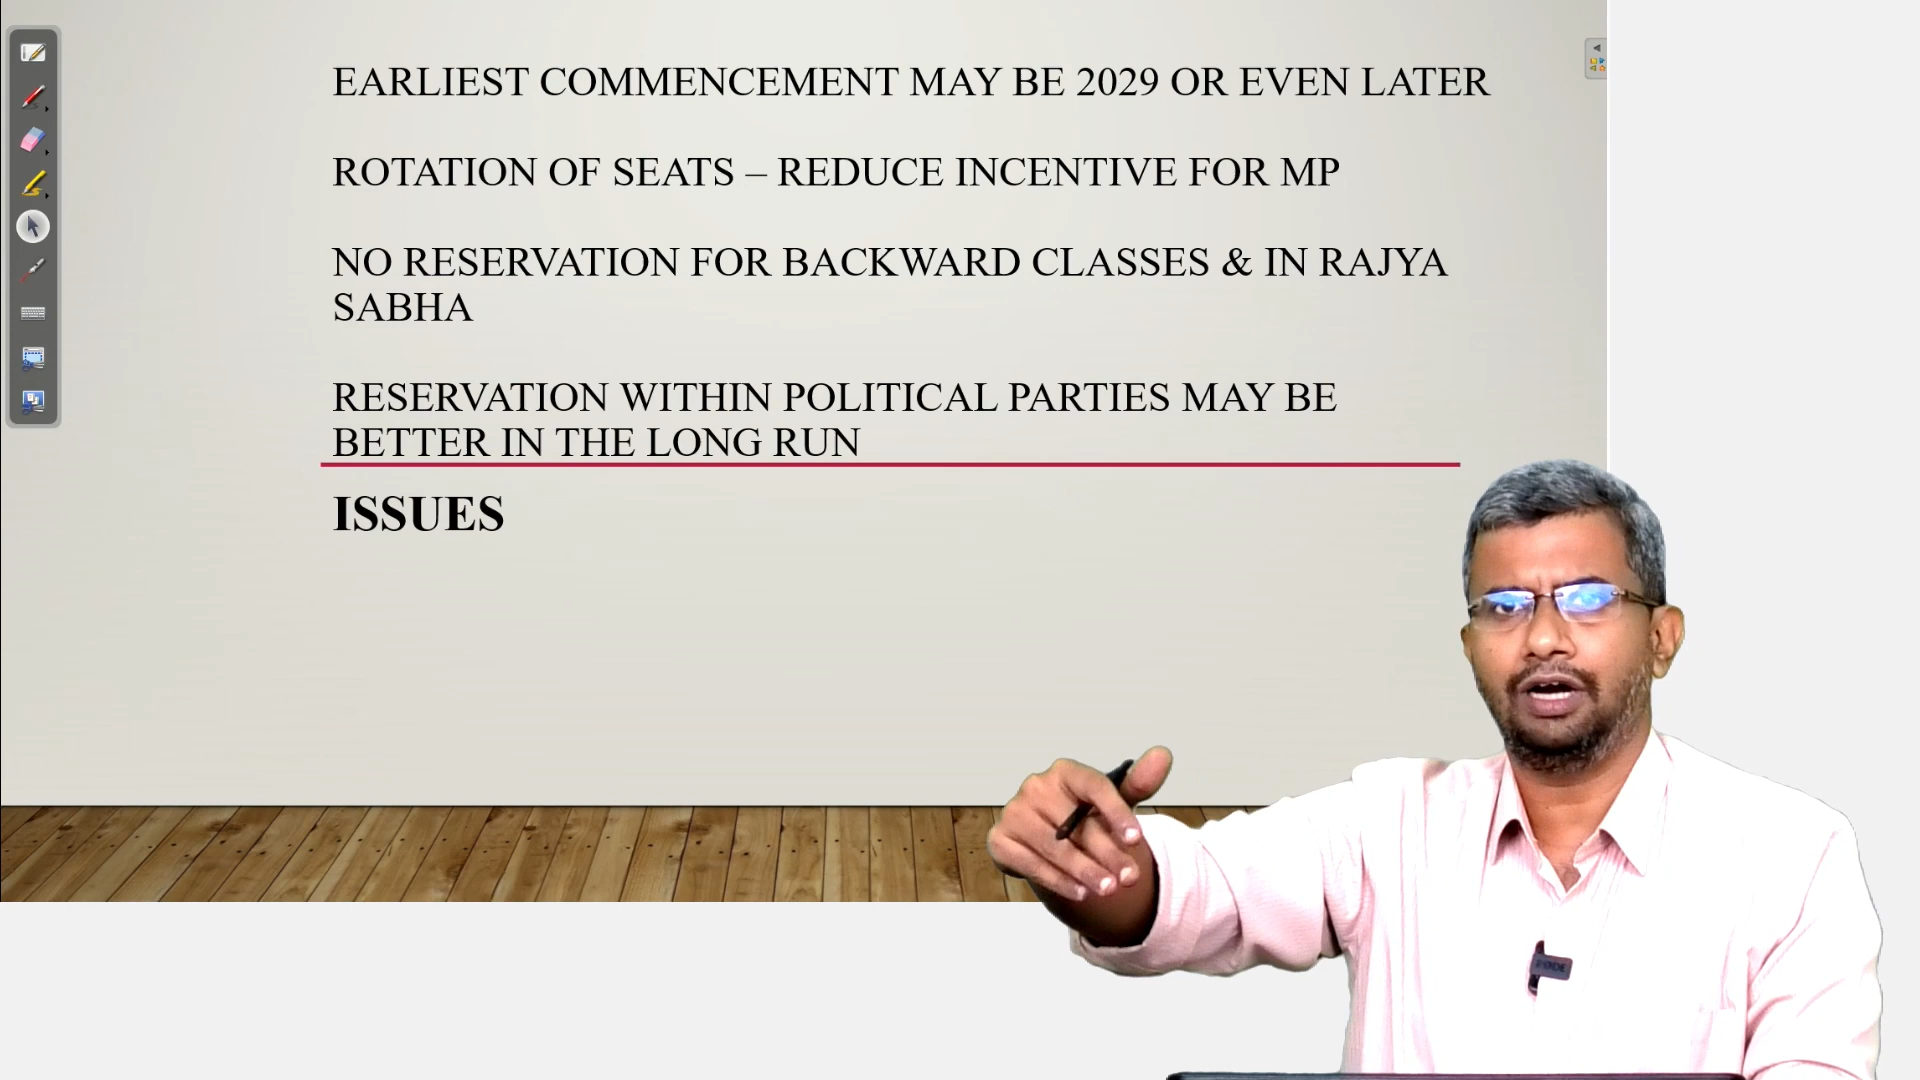 EARLIEST COMMENCEMENT MAY BE 2029 OR EVEN LATER
ROTATION OF SEATS – REDUCE INCENTIVE FOR MP
NO RESERVATION FOR BACKWARD CLASSES & IN RAJYA
SABHA
RESERVATION WITHIN POLITICAL PARTIES MAY BE
BETTER IN THE LONG RUN
ISSUES
RODE